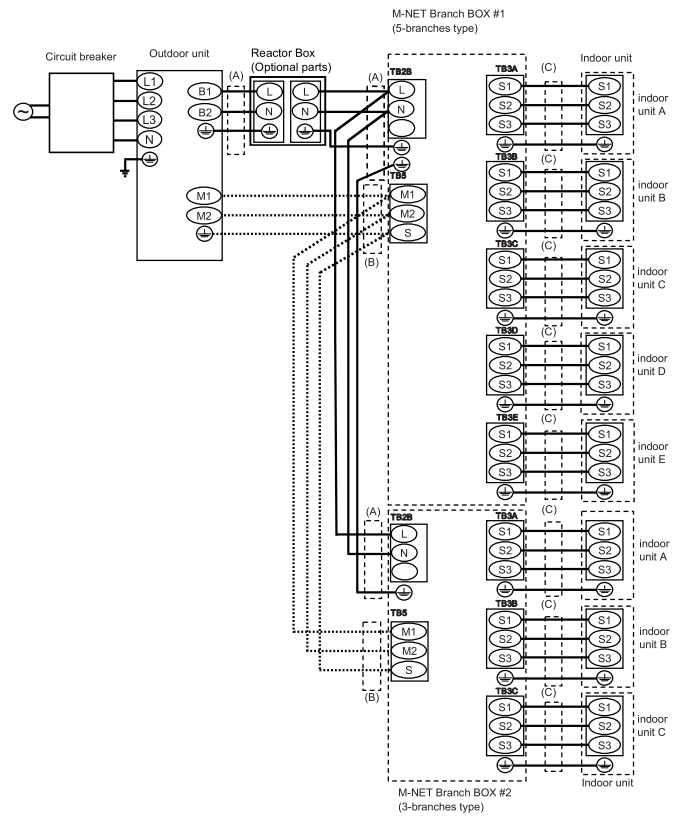 M-NET Branch BOX #1
(5-branches type)
Circuit breaker
Outdoor unit
Reactor Box
(Optional parts)
Indoor unit
L1
L2
L3
N
B1
B2
M1
M2
(A)
L
N
L
N
(A)
TB2B
L
N
TB5
M1
M2
S
(B)
TB3A
(C)
S1
S2
S3
S1
S2
S3
indoor
unit A
TB3B
(C)
S1
S2
S3
S1
S2
S3
indoor
unit B
TB3C
(C)
S1
S2
S3
S1
S2
S3
indoor
unit C
TB3D
(C)
S1
S2
S3
S1
S2
S3
indoor
unit D
TB3E
(C)
S1
S2
S3
S1
S2
S3
indoor
unit E
(A)
TB2B
L
N
TB5
M1
M2
S
(B)
TB3A
(C)
S1
S2
S3
S1
S2
S3
indoor
unit A
TB3B
(C)
S1
S2
S3
S1
S2
S3
indoor
unit B
TB3C
(C)
S1
S2
S3
S1
S2
S3
indoor
unit C
Indoor unit
M-NET Branch BOX #2
(3-branches type)